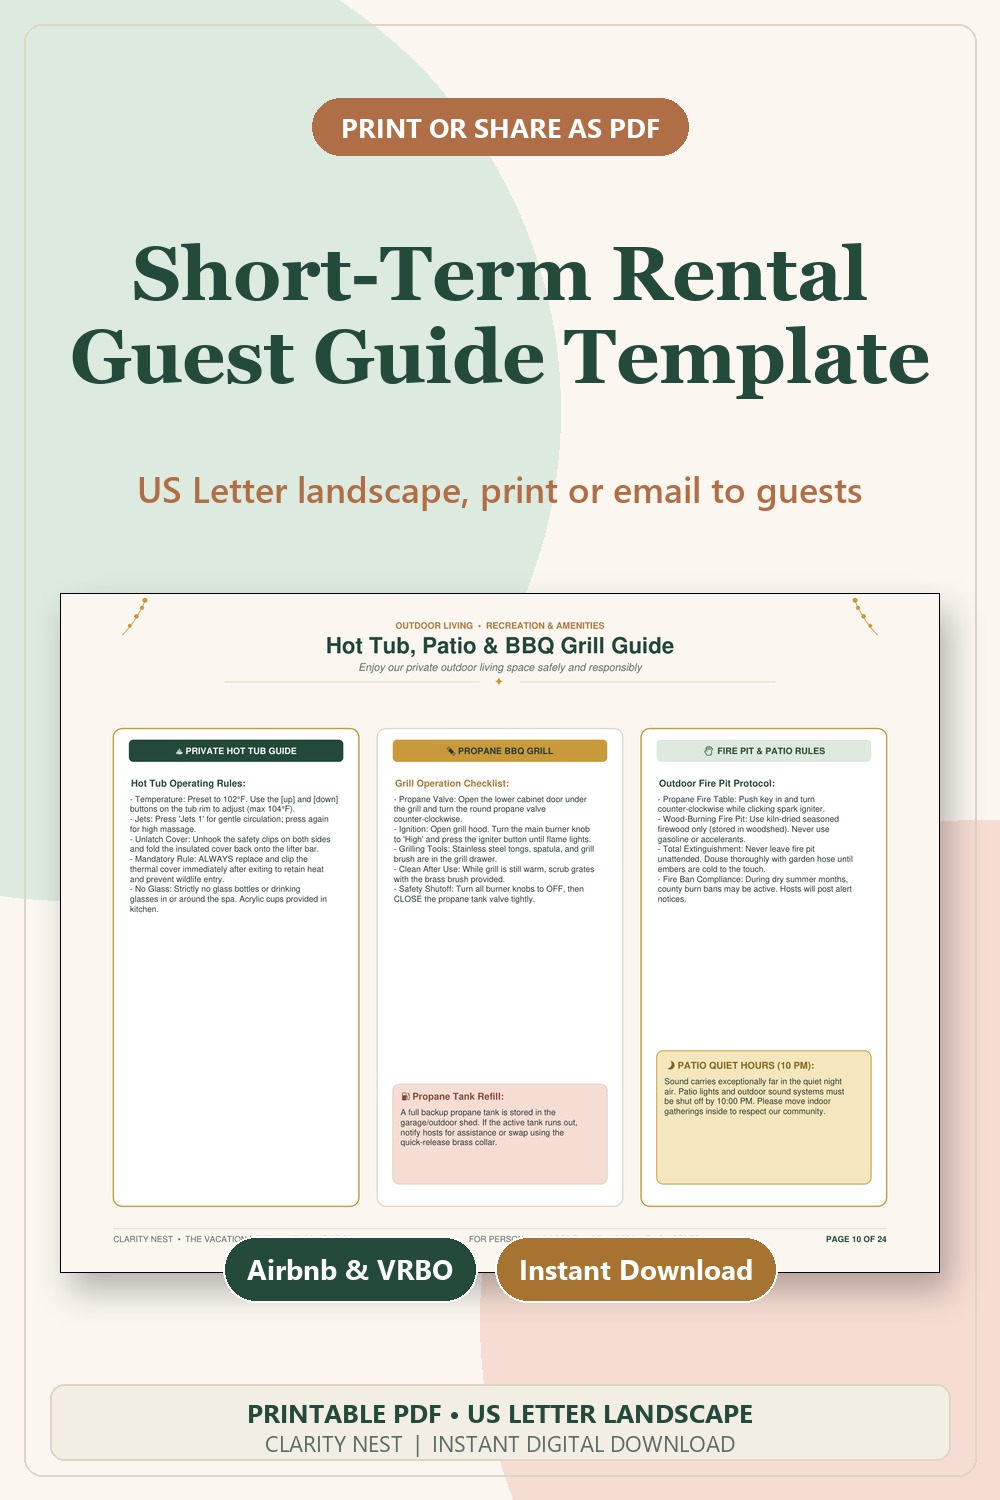 PRINT OR SHARE AS PDF
Short-Term Rental
Guest Guide Template
US Letter landscape, print or email to guests
OUTDOOR LIVING • RECREATION & AMENITIES
Hot Tub, Patio & BBQ Grill Guide
Enjoy our private outdoor living space safely and responsibly
PRIVATE HOT TUB GUIDE
Hot Tub Operating Rules:
- Temperature: Preset to 102°F. Use the [up] and [down]
buttons on the tub rim to adjust (max 104°F).
- Jets: Press 'Jets 1' for gentle circulation; press again
for high massage.
- Unlatch Cover: Unhook the safety clips on both sides
and fold the insulated cover back onto the lifter bar.
- Mandatory Rule: ALWAYS replace and clip the
thermal cover immediately after exiting to retain heat
and prevent wildlife entry.
- No Glass: Strictly no glass bottles or drinking
glasses in or around the spa. Acrylic cups provided in
kitchen.
PROPANE BBQ GRILL
Grill Operation Checklist:
- Propane Valve: Open the lower cabinet door under
the grill and turn the round propane valve
counter-clockwise.
- Ignition: Open grill hood. Turn the main burner knob
to 'High' and press the igniter button until flame lights.
- Grilling Tools: Stainless steel tongs, spatula, and grill
brush are in the grill drawer.
- Clean After Use: While grill is still warm, scrub grates
with the brass brush provided.
- Safety Shutoff: Turn all burner knobs to OFF, then
CLOSE the propane tank valve tightly.
Propane Tank Refill:
A full backup propane tank is stored in the
garage/outdoor shed. If the active tank runs out,
notify hosts for assistance or swap using the
quick-release brass collar.
FIRE PIT & PATIO RULES
Outdoor Fire Pit Protocol:
- Propane Fire Table: Push key in and turn
counter-clockwise while clicking spark igniter.
- Wood-Burning Fire Pit: Use kiln-dried seasoned
firewood only (stored in woodshed). Never use
gasoline or accelerants.
- Total Extinguishment: Never leave fire pit
unattended. Douse thoroughly with garden hose until
embers are cold to the touch.
- Fire Ban Compliance: During dry summer months,
county burn bans may be active. Hosts will post alert
notices.
PATIO QUIET HOURS (10 PM):
Sound carries exceptionally far in the quiet night
air. Patio lights and outdoor sound systems must
be shut off by 10:00 PM. Please move indoor
gatherings inside to respect our community.
CLARITY NEST • THE VACATION
FOR PERSON
PAGE 10 OF 24
Airbnb & VRBO
Instant Download
PRINTABLE PDF • US LETTER LANDSCAPE
CLARITY NEST | INSTANT DIGITAL DOWNLOAD